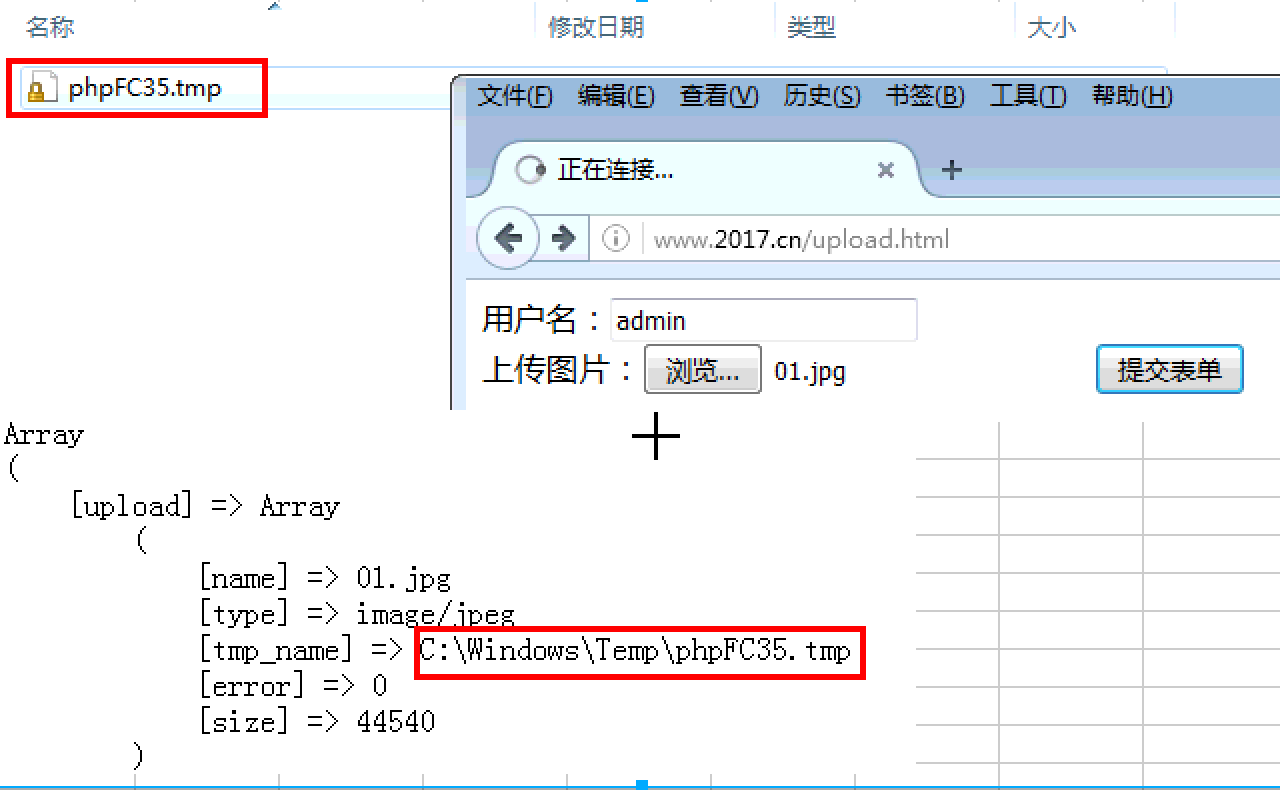 名称 修改日期 类型 大小
phpFC35.tmp
文件(F) 编辑(E) 查看(V) 历史(S) 书签(B) 工具(T) 帮助(H)
正在连接... × +
www.2017.cn/upload.html
用户名：admin
上传图片：浏览... 01.jpg 提交表单
Array
(
[upload] => Array
(
[name] => 01.jpg
[type] => image/jpeg
[tmp_name] => C:\Windows\Temp\phpFC35.tmp
[error] => 0
[size] => 44540
)